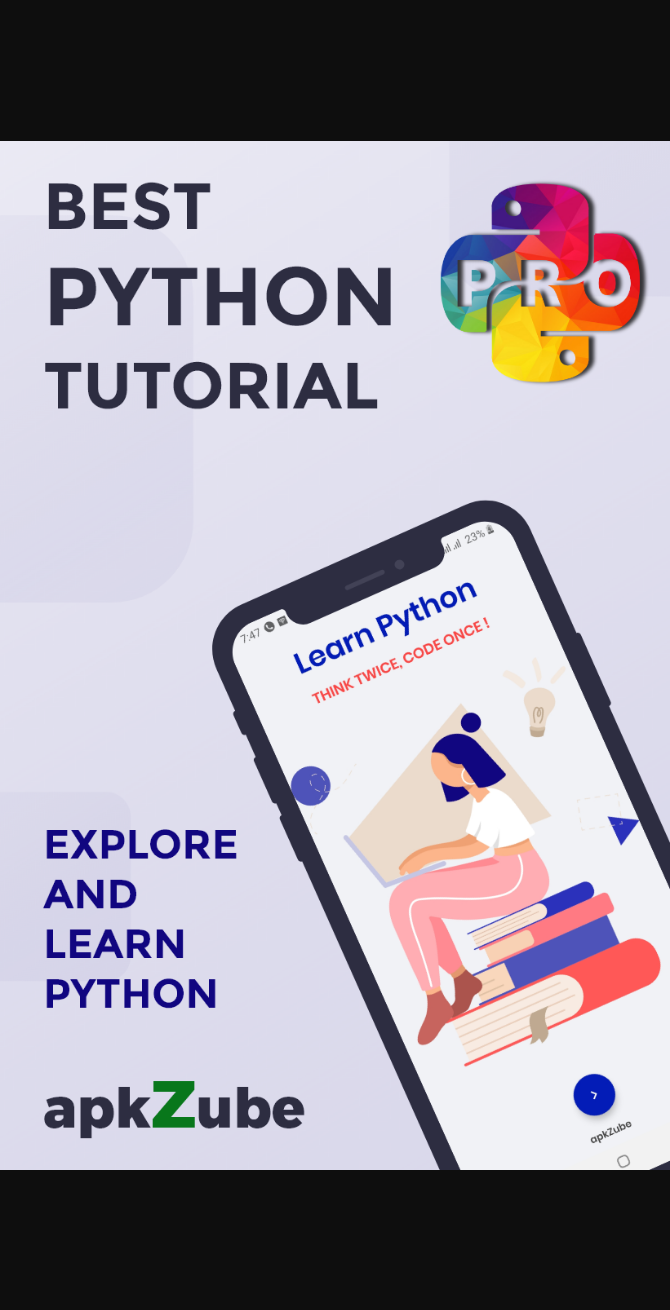 BEST
PYTHON
TUTORIAL
PRO
7:47
23%
Learn Python
THINK TWICE, CODE ONCE !
EXPLORE
AND
LEARN
PYTHON
apkZube
apkZube